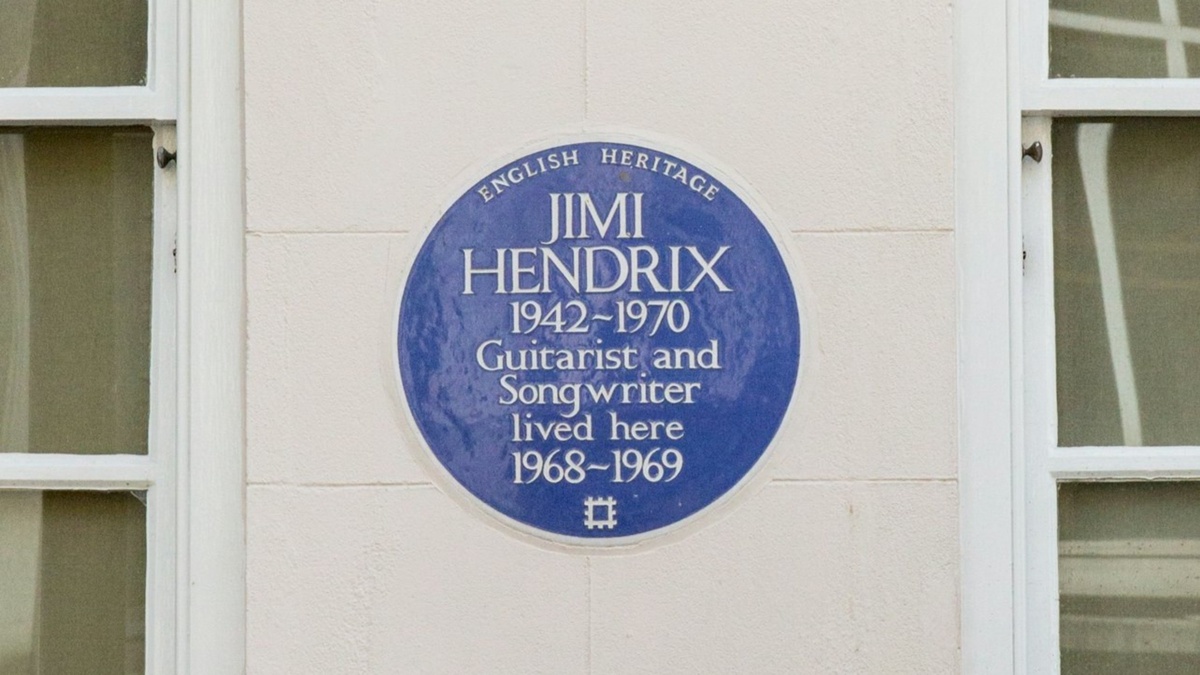 ENGLISH HERITAGE
JIMI
HENDRIX
1942~1970
Guitarist and
Songwriter
lived here
1968~1969